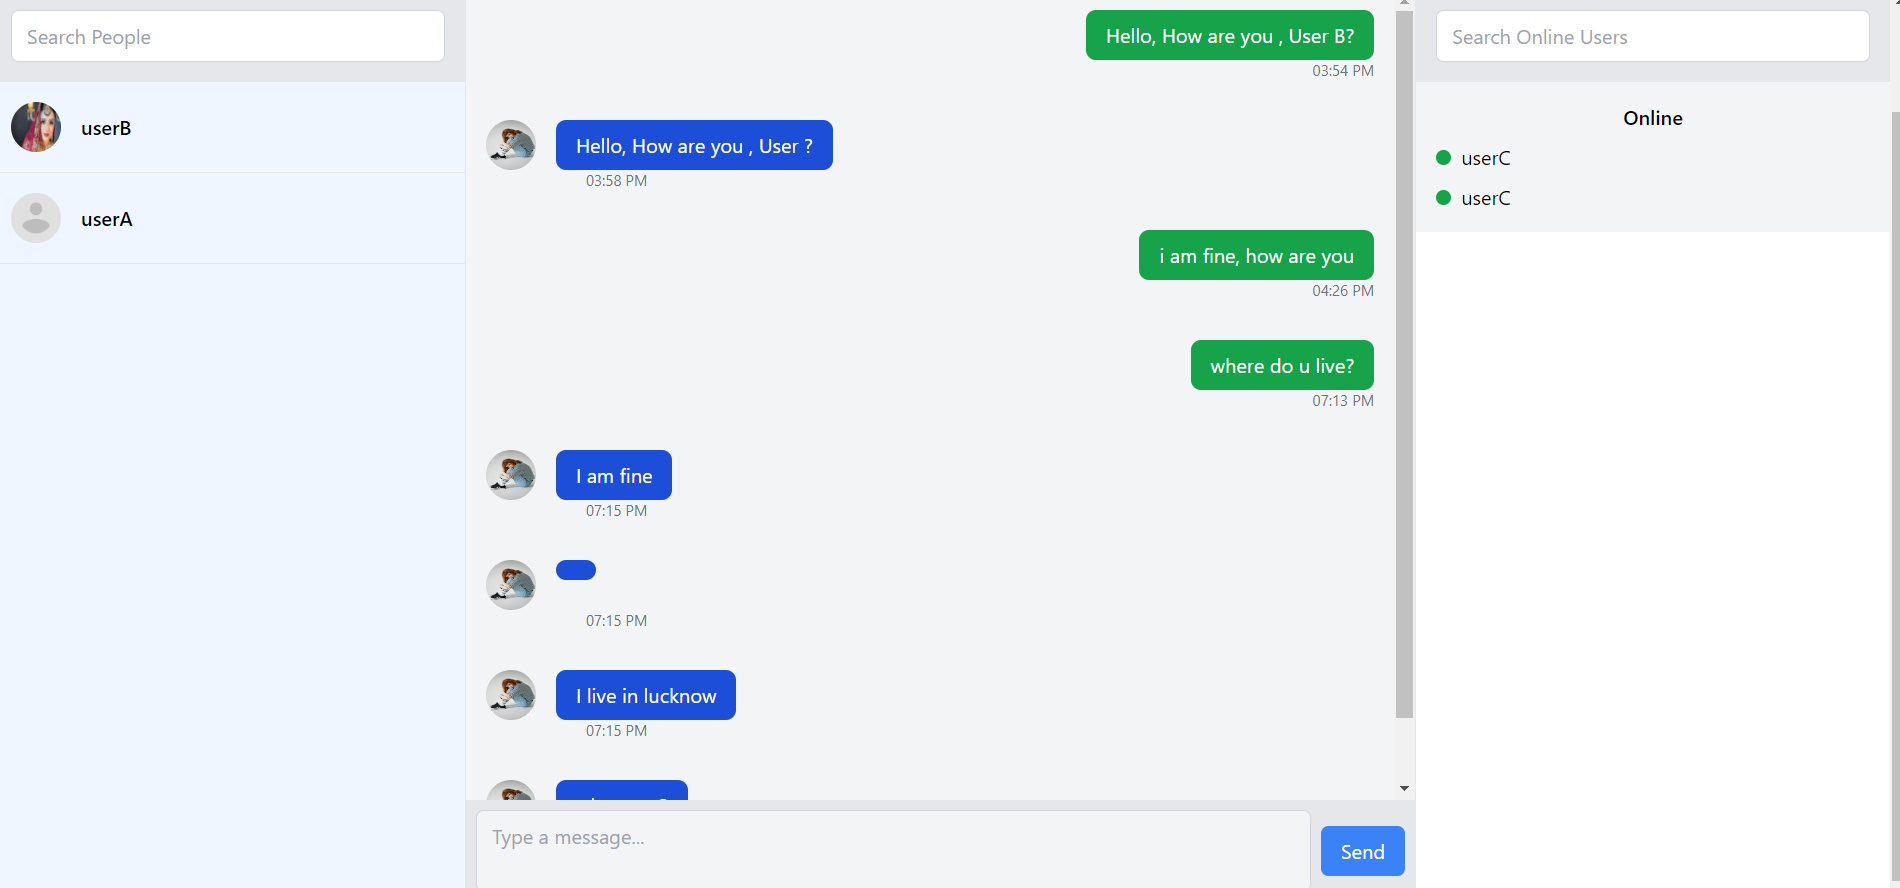 Search People
userB
userA
Hello, How are you , User B?
03:54 PM
Hello, How are you , User ?
03:58 PM
i am fine, how are you
04:26 PM
where do u live?
07:13 PM
I am fine
07:15 PM
07:15 PM
I live in lucknow
07:15 PM
Type a message...
Send
Search Online Users
Online
userC
userC